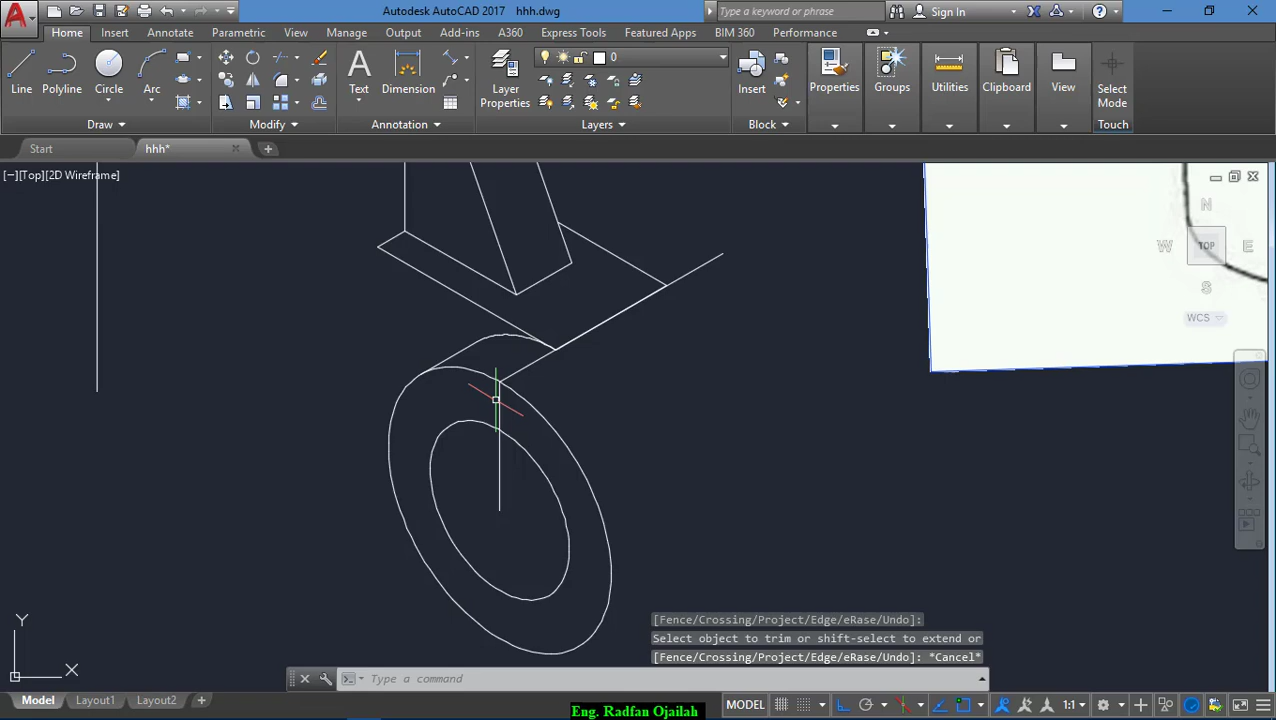 Autodesk AutoCAD 2017   hhh.dwg
Type a keyword or phrase
Sign In
Home Insert Annotate Parametric View Manage Output Add-ins A360 Express Tools Featured Apps BIM 360 Performance
Line Polyline Circle Arc
Text Dimension
Layer Properties
0
Insert
Properties Groups Utilities Clipboard View
Select Mode
Draw Modify Annotation Layers Block Touch
Start hhh*
[−][Top][2D Wireframe]
N
W TOP E
S
WCS
Y
X
[Fence/Crossing/Project/Edge/eRase/Undo]:
Select object to trim or shift-select to extend or
[Fence/Crossing/Project/Edge/eRase/Undo]: *Cancel*
Type a command
Model Layout1 Layout2 MODEL 1:1
Eng. Radfan Ojailah